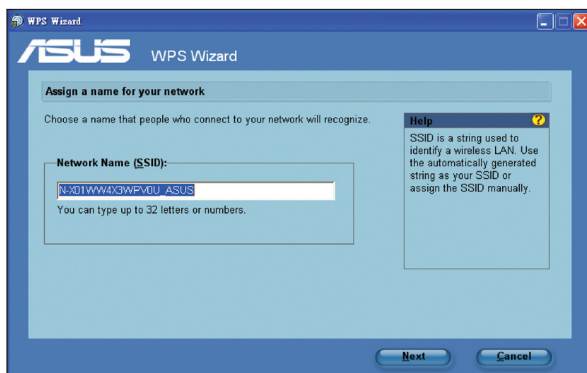 WPS Wizard
ASUS WPS Wizard
Assign a name for your network
Choose a name that people who connect to your network will recognize.
Network Name (SSID):
N-X01WW4X3WPV0U_ASUS
You can type up to 32 letters or numbers.
Help
SSID is a string used to
identify a wireless LAN. Use
the automatically generated
string as your SSID or
assign the SSID manually.
Next
Cancel